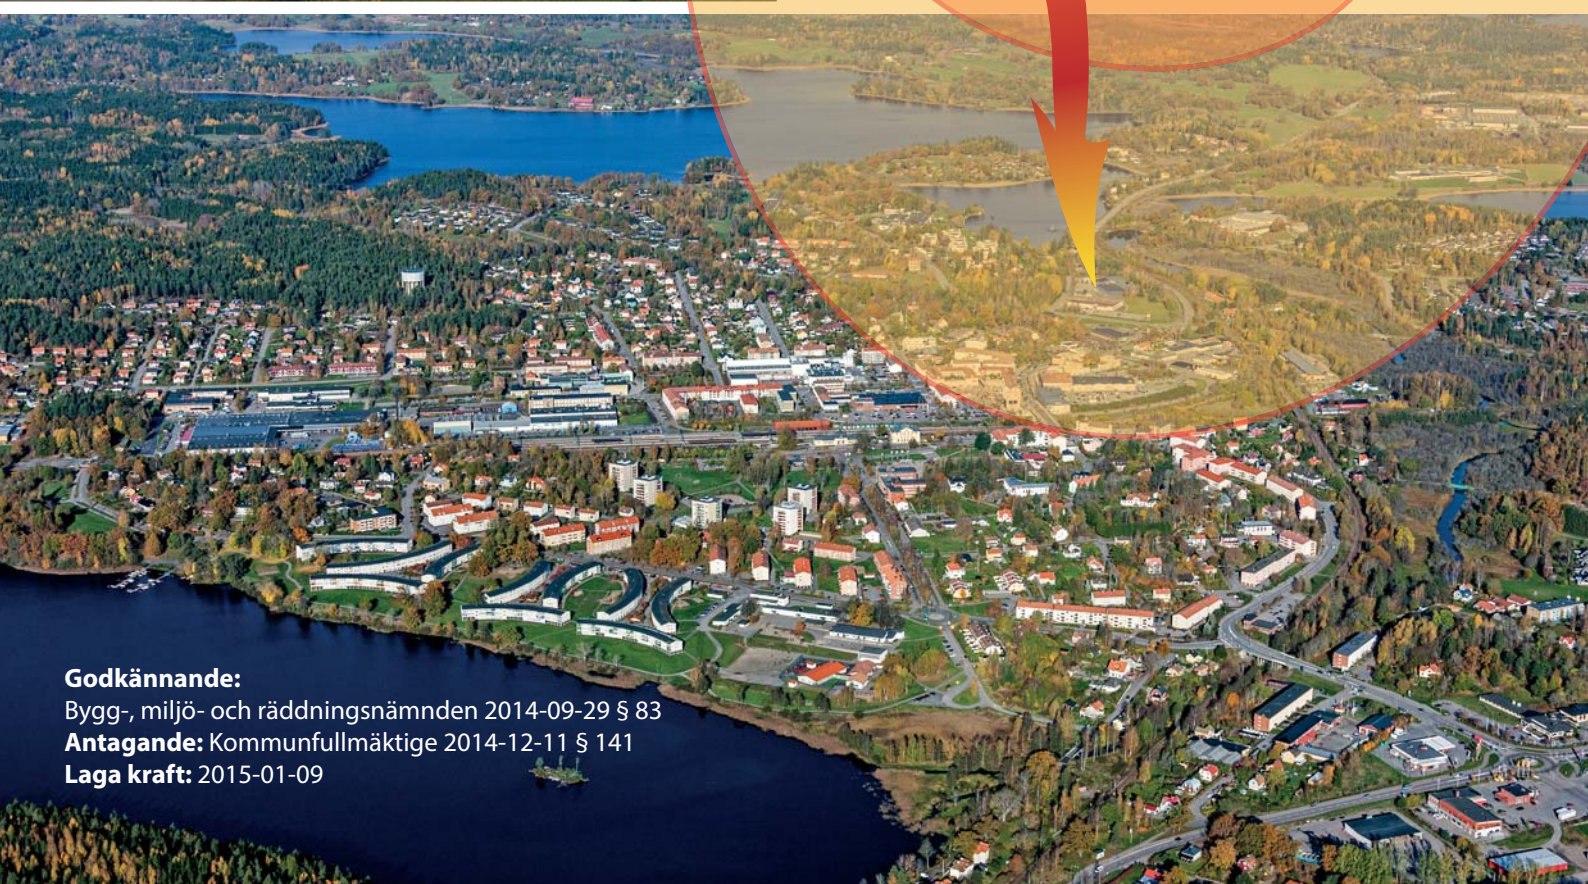 Godkännande:
Bygg-, miljö- och räddningsnämnden 2014-09-29 § 83
Antagande: Kommunfullmäktige 2014-12-11 § 141
Laga kraft: 2015-01-09